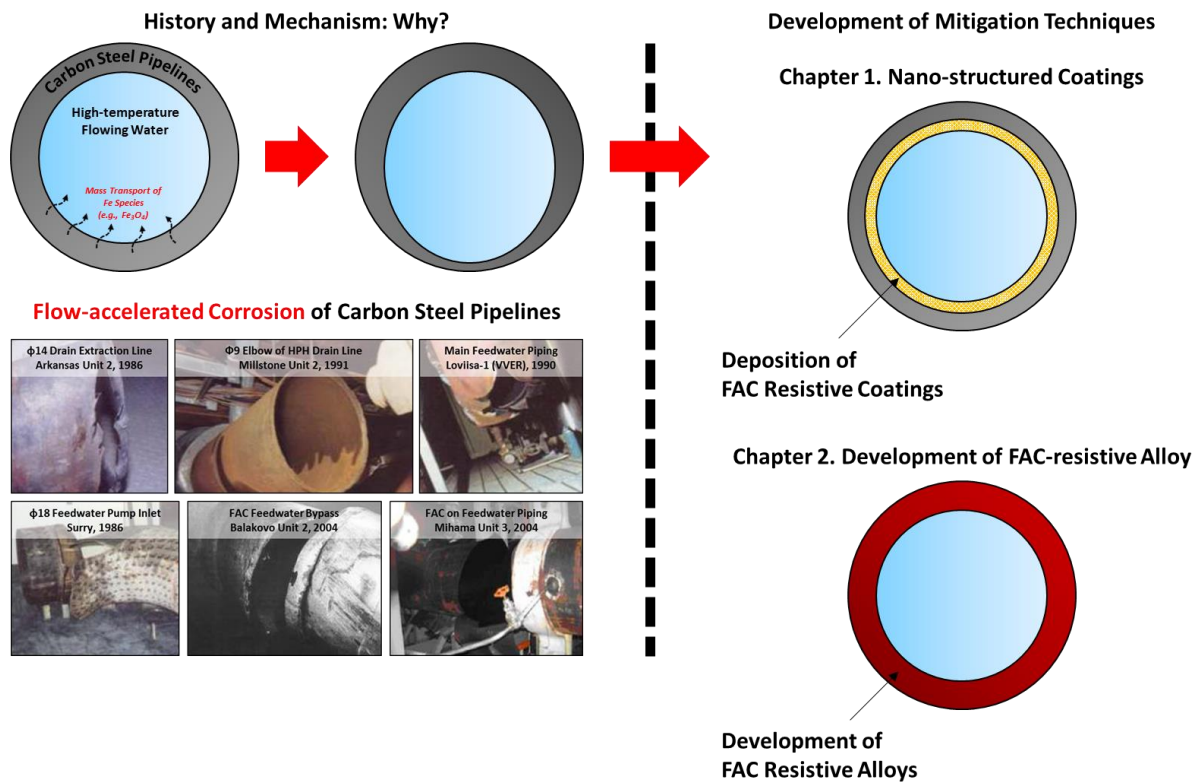 History and Mechanism: Why?
Carbon Steel Pipelines
High-temperature
Flowing Water
Mass Transport of
Fe Species
(e.g., Fe₃O₄)
Flow-accelerated Corrosion of Carbon Steel Pipelines
ϕ14 Drain Extraction Line
Arkansas Unit 2, 1986
Φ9 Elbow of HPH Drain Line
Millstone Unit 2, 1991
Main Feedwater Piping
Loviisa-1 (VVER), 1990
ϕ18 Feedwater Pump Inlet
Surry, 1986
FAC Feedwater Bypass
Balakovo Unit 2, 2004
FAC on Feedwater Piping
Mihama Unit 3, 2004
Development of Mitigation Techniques
Chapter 1. Nano-structured Coatings
Deposition of
FAC Resistive Coatings
Chapter 2. Development of FAC-resistive Alloy
Development of
FAC Resistive Alloys